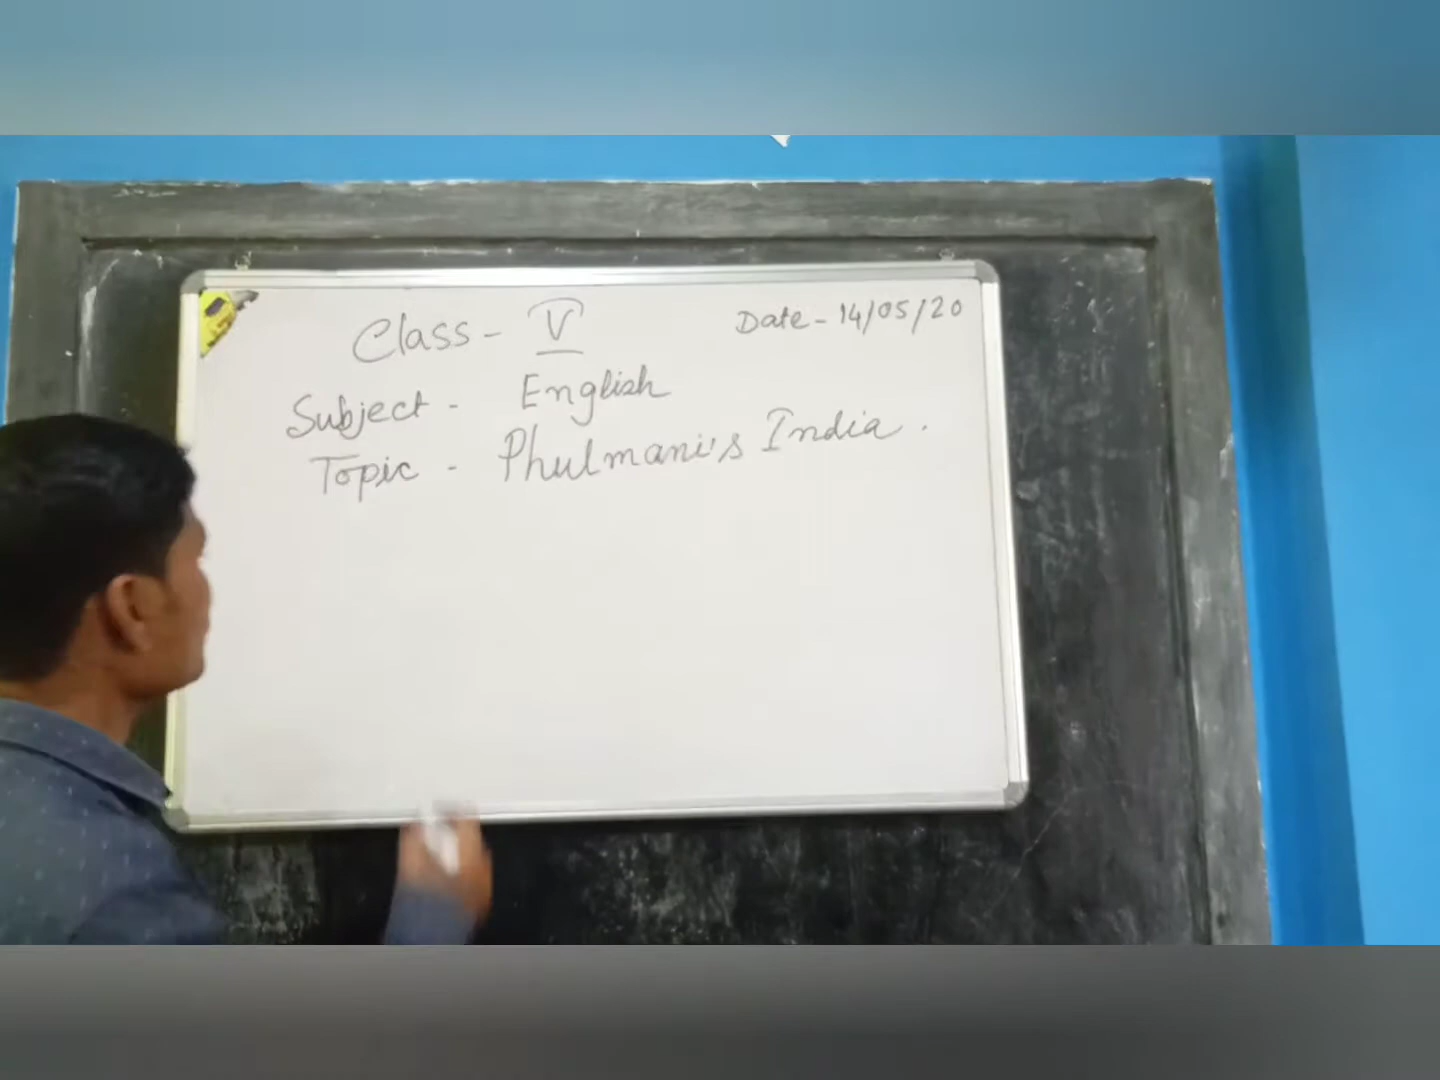 Class - V
Date - 14/05/20
Subject - English
Topic - Phulmani's India.